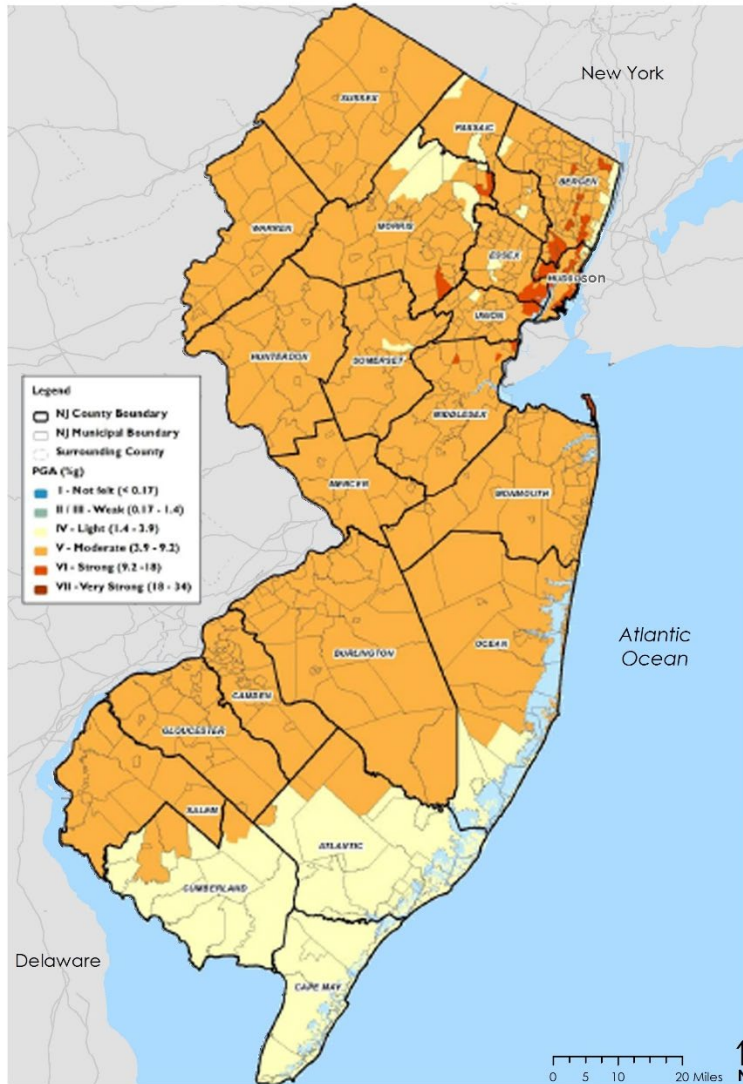 New York
SUSSEX
PASSAIC
BERGEN
WARREN
MORRIS
ESSEX
HUDSON
son
UNION
HUNTERDON
SOMERSET
MIDDLESEX
MERCER
MONMOUTH
Legend
NJ County Boundary
NJ Municipal Boundary
Surrounding County
PGA (%g)
I - Not felt (< 0.17)
II / III - Weak (0.17 - 1.4)
IV - Light (1.4 - 3.9)
V - Moderate (3.9 - 9.2)
VI - Strong (9.2 -18)
VII - Very Strong (18 - 34)
Atlantic
Ocean
OCEAN
BURLINGTON
CAMDEN
GLOUCESTER
SALEM
ATLANTIC
CUMBERLAND
Delaware
CAPE MAY
0 5 10 20 Miles
N